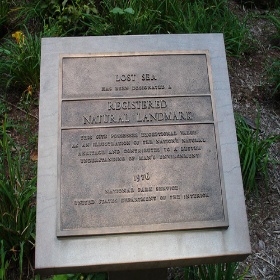 LOST SEA
HAS BEEN DESIGNATED A
REGISTERED
NATURAL LANDMARK
THIS SITE POSSESSES EXCEPTIONAL VALUE
AS AN ILLUSTRATION OF THE NATION'S NATURAL
HERITAGE AND CONTRIBUTES TO A BETTER
UNDERSTANDING OF MAN'S ENVIRONMENT
1976
NATIONAL PARK SERVICE
UNITED STATES DEPARTMENT OF THE INTERIOR